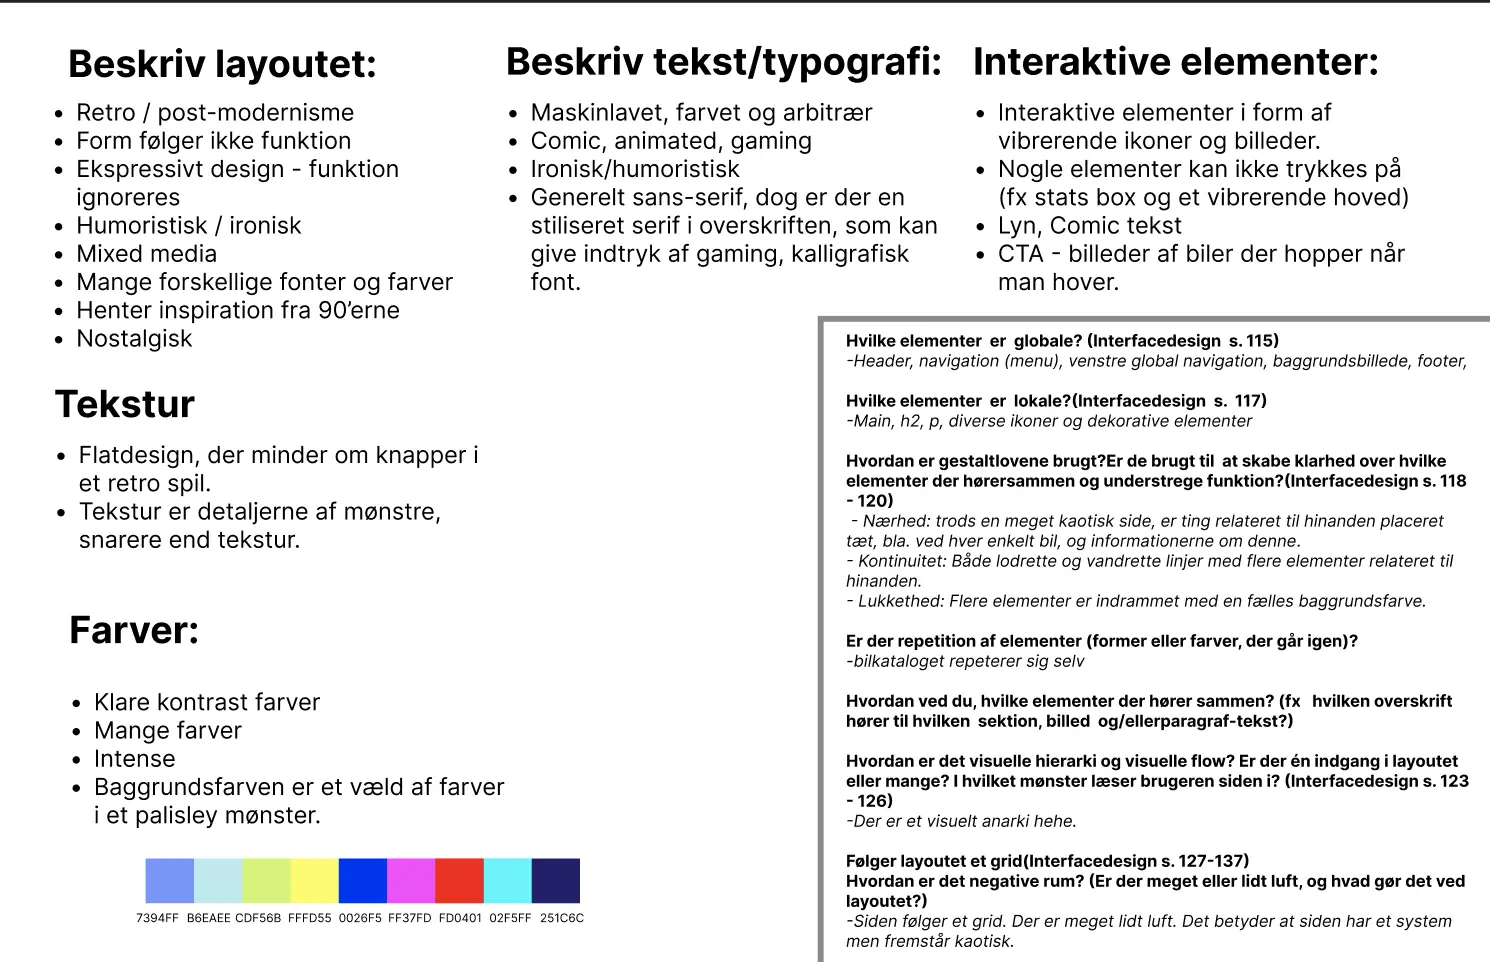 Beskriv layoutet:
• Retro / post-modernisme
• Form følger ikke funktion
• Ekspressivt design - funktion
ignoreres
• Humoristisk / ironisk
• Mixed media
• Mange forskellige fonter og farver
• Henter inspiration fra 90’erne
• Nostalgisk
Tekstur
• Flatdesign, der minder om knapper i
et retro spil.
• Tekstur er detaljerne af mønstre,
snarere end tekstur.
Farver:
• Klare kontrast farver
• Mange farver
• Intense
• Baggrundsfarven er et væld af farver
i et palisley mønster.
7394FF B6EAEE CDF56B FFFD55 0026F5 FF37FD FD0401 02F5FF 251C6C
Beskriv tekst/typografi:
• Maskinlavet, farvet og arbitrær
• Comic, animated, gaming
• Ironisk/humoristisk
• Generelt sans-serif, dog er der en
stiliseret serif i overskriften, som kan
give indtryk af gaming, kalligrafisk
font.
Interaktive elementer:
• Interaktive elementer i form af
vibrerende ikoner og billeder.
• Nogle elementer kan ikke trykkes på
(fx stats box og et vibrerende hoved)
• Lyn, Comic tekst
• CTA - billeder af biler der hopper når
man hover.
Hvilke elementer er globale? (Interfacedesign s. 115)
-Header, navigation (menu), venstre global navigation, baggrundsbillede, footer,
Hvilke elementer er lokale?(Interfacedesign s. 117)
-Main, h2, p, diverse ikoner og dekorative elementer
Hvordan er gestaltlovene brugt?Er de brugt til at skabe klarhed over hvilke
elementer der hørersammen og understrege funktion?(Interfacedesign s. 118
- 120)
- Nærhed: trods en meget kaotisk side, er ting relateret til hinanden placeret
tæt, bla. ved hver enkelt bil, og informationerne om denne.
- Kontinuitet: Både lodrette og vandrette linjer med flere elementer relateret til
hinanden.
- Lukkethed: Flere elementer er indrammet med en fælles baggrundsfarve.
Er der repetition af elementer (former eller farver, der går igen)?
-bilkataloget repeterer sig selv
Hvordan ved du, hvilke elementer der hører sammen? (fx hvilken overskrift
hører til hvilken sektion, billed og/ellerparagraf-tekst?)
Hvordan er det visuelle hierarki og visuelle flow? Er der én indgang i layoutet
eller mange? I hvilket mønster læser brugeren siden i? (Interfacedesign s. 123
- 126)
-Der er et visuelt anarki hehe.
Følger layoutet et grid(Interfacedesign s. 127-137)
Hvordan er det negative rum? (Er der meget eller lidt luft, og hvad gør det ved
layoutet?)
-Siden følger et grid. Der er meget lidt luft. Det betyder at siden har et system
men fremstår kaotisk.